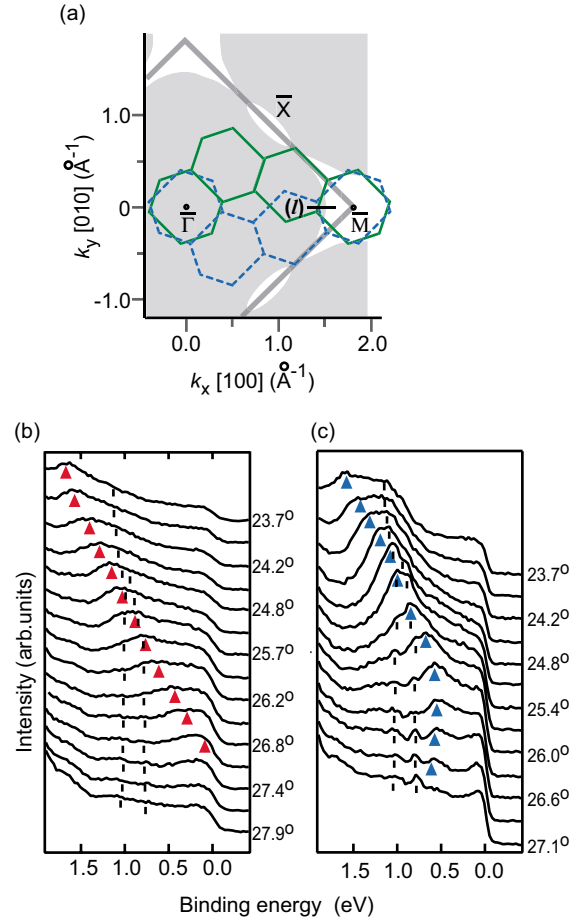 (a)
X
1.0
k_y [010] (Å⁻¹)
0
(l)
Γ
M
-1.0
0.0 1.0 2.0
k_x [100] (Å⁻¹)
(b)
(c)
Intensity (arb.units)
23.7°
24.2°
24.8°
25.7°
26.2°
26.8°
27.4°
27.9°
1.5 1.0 0.5 0.0
23.7°
24.2°
24.8°
25.4°
26.0°
26.6°
27.1°
1.5 1.0 0.5 0.0
Binding energy (eV)